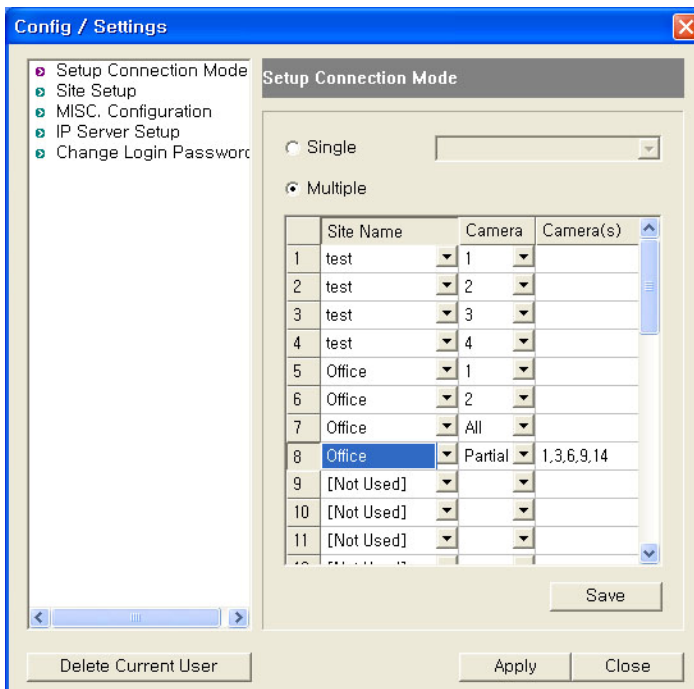 Config / Settings
Setup Connection Mode
Site Setup
MISC. Configuration
IP Server Setup
Change Login Password
Setup Connection Mode
Single
Multiple
Site Name Camera Camera(s)
1 test 1
2 test 2
3 test 3
4 test 4
5 Office 1
6 Office 2
7 Office All
8 Office Partial 1,3,6,9,14
9 [Not Used]
10 [Not Used]
11 [Not Used]
Save
Delete Current User
Apply
Close